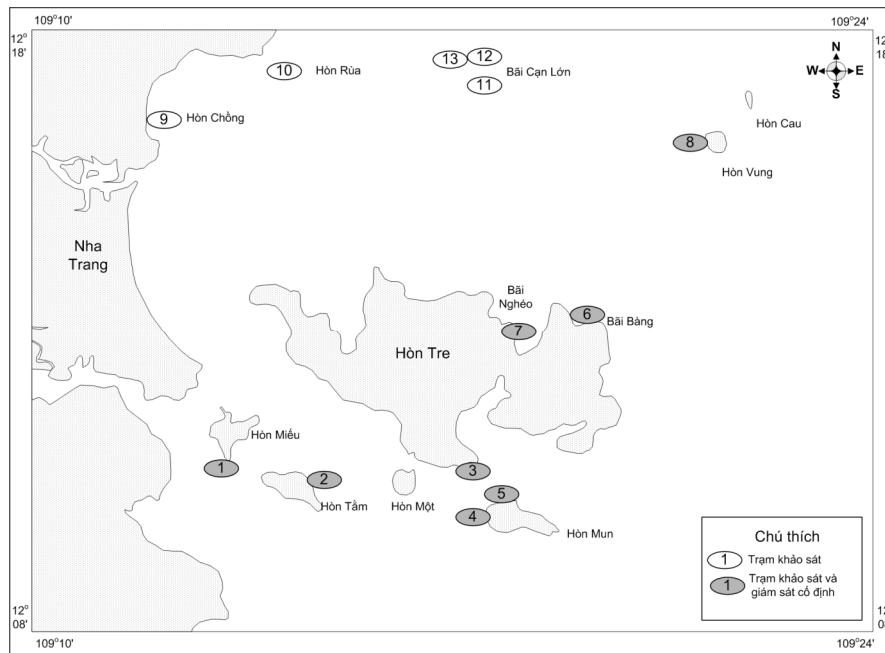 109°10'
109°24'
12°
18'
12°
18'
N
W
E
S
13
12
10
Hòn Rùa
Bãi Cạn Lớn
11
Hòn Cau
9
Hòn Chồng
8
Hòn Vung
Nha
Trang
Bãi
Nghéo
6
Bãi Bàng
7
Hòn Tre
Hòn Miếu
1
2
3
Hòn Tằm
Hòn Một
5
4
Hòn Mun
Chú thích
1
Trạm khảo sát
1
Trạm khảo sát và
giám sát cố định
12°
08'
12°
08'
109°10'
109°24'